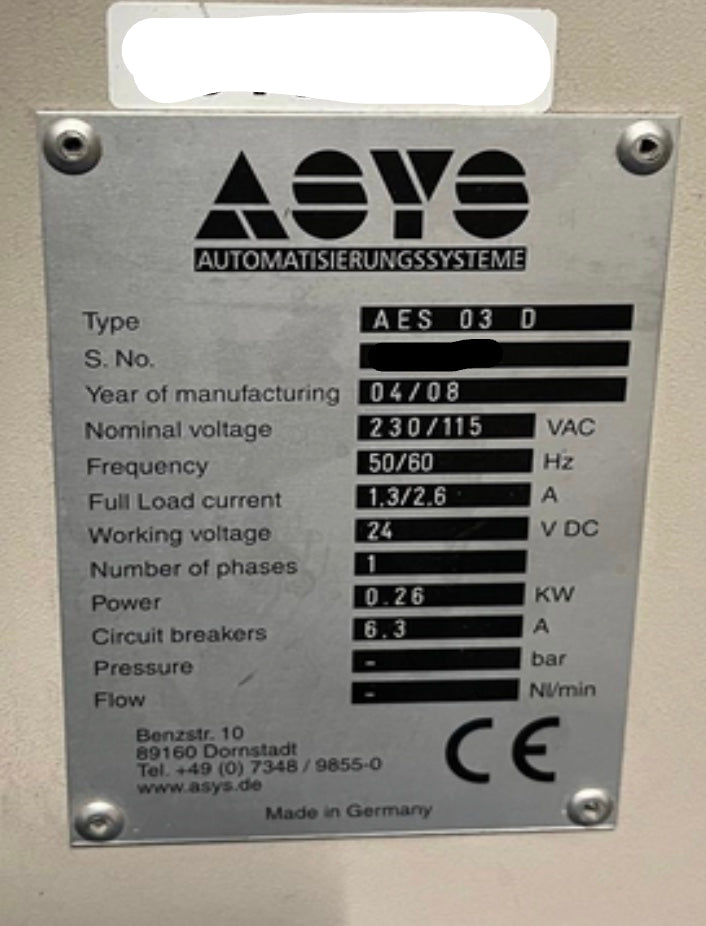 ASYS
AUTOMATISIERUNGSSYSTEME
Type AES 03 D
S. No.
Year of manufacturing 04/08
Nominal voltage 230/115 VAC
Frequency 50/60 Hz
Full Load current 1.3/2.6 A
Working voltage 24 V DC
Number of phases 1
Power 0.26 KW
Circuit breakers 6.3 A
Pressure - bar
Flow - Nl/min
Benzstr. 10
89160 Dornstadt
Tel. +49 (0) 7348 / 9855-0
www.asys.de
CE
Made in Germany